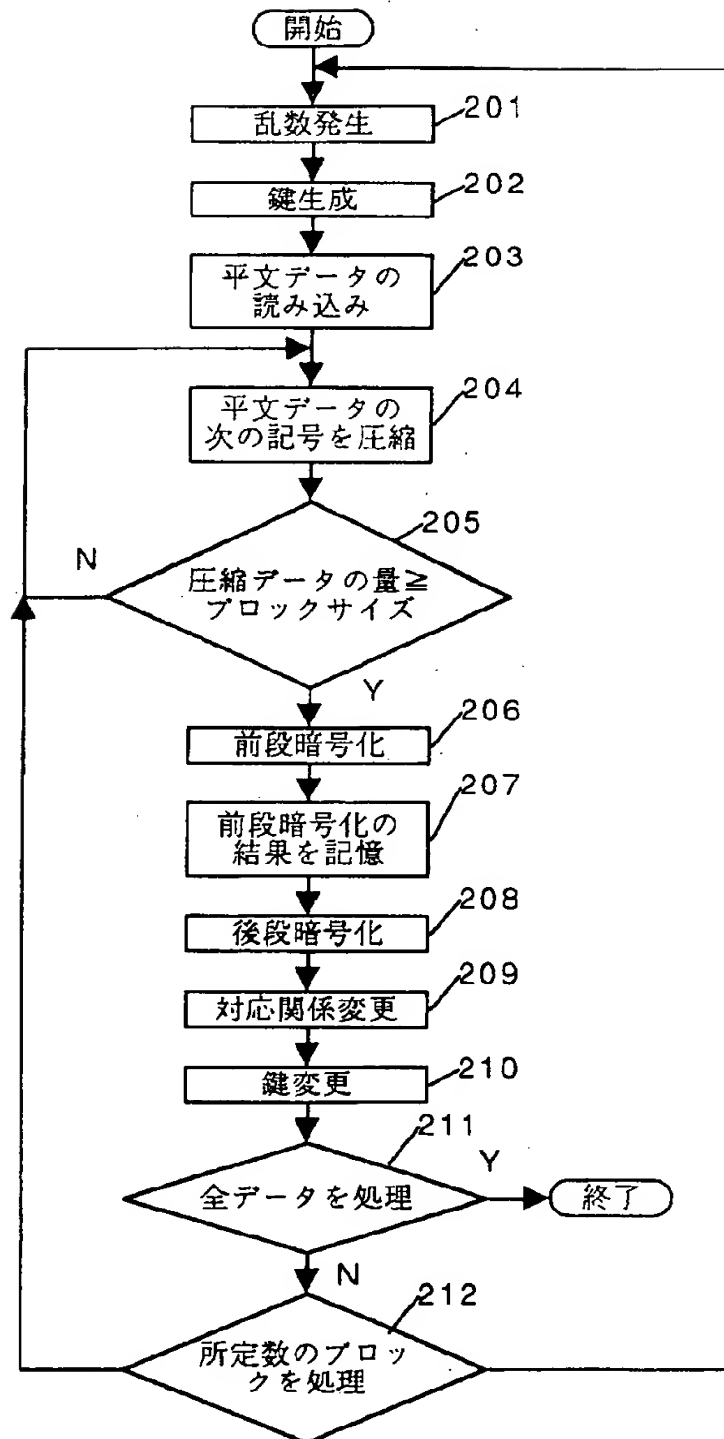 開始
乱数発生
201
鍵生成
202
平文データの
読み込み
203
平文データの
次の記号を圧縮
204
圧縮データの量≧
ブロックサイズ
205
N
Y
前段暗号化
206
前段暗号化の
結果を記憶
207
後段暗号化
208
対応関係変更
209
鍵変更
210
全データを処理
211
Y
終了
N
所定数のブロッ
クを処理
212